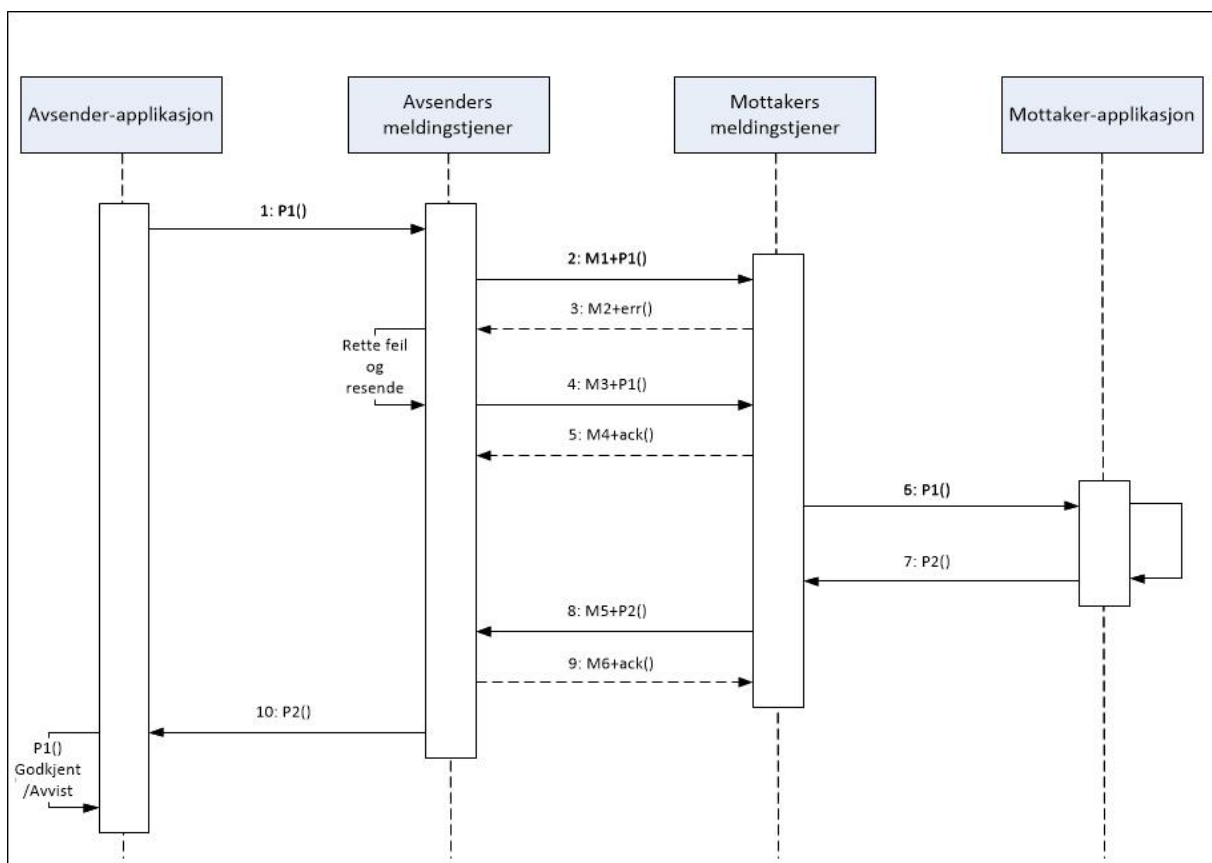 Avsender-applikasjon
Avsenders
meldingstjener
Mottakers
meldingstjener
Mottaker-applikasjon
1: P1()
2: M1+P1()
3: M2+err()
Rette feil
og
resende
4: M3+P1()
5: M4+ack()
6: P1()
7: P2()
8: M5+P2()
9: M6+ack()
10: P2()
P1()
Godkjent
/Avvist